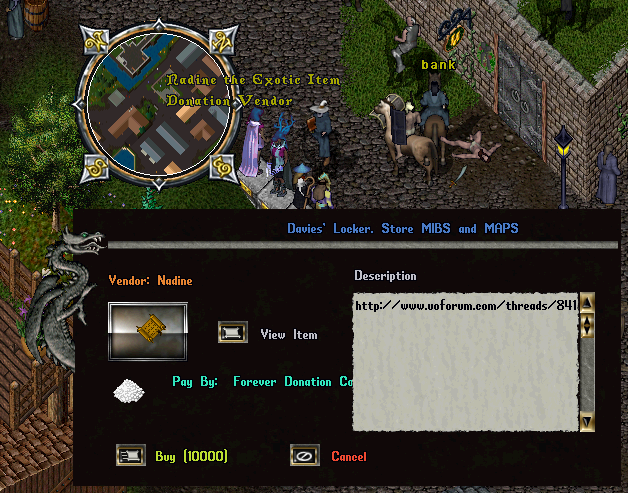 Nadine the Exotic Item
Donation Vendor
bank
Davies' Locker. Store MIBS and MAPS
Vendor: Nadine
Description
http://www.uoforum.com/threads/841
View Item
Pay By: Forever Donation Co
Buy (10000)
Cancel